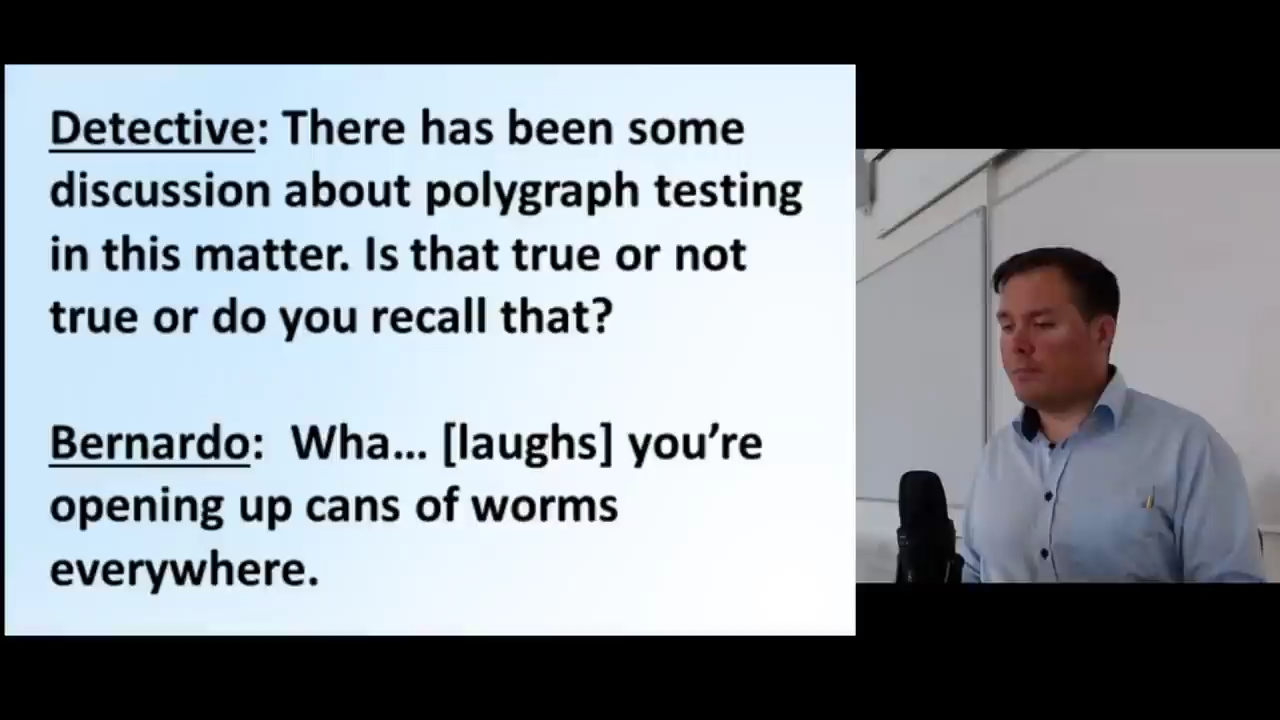 Detective: There has been some
discussion about polygraph testing
in this matter. Is that true or not
true or do you recall that?
Bernardo: Wha... [laughs] you’re
opening up cans of worms
everywhere.